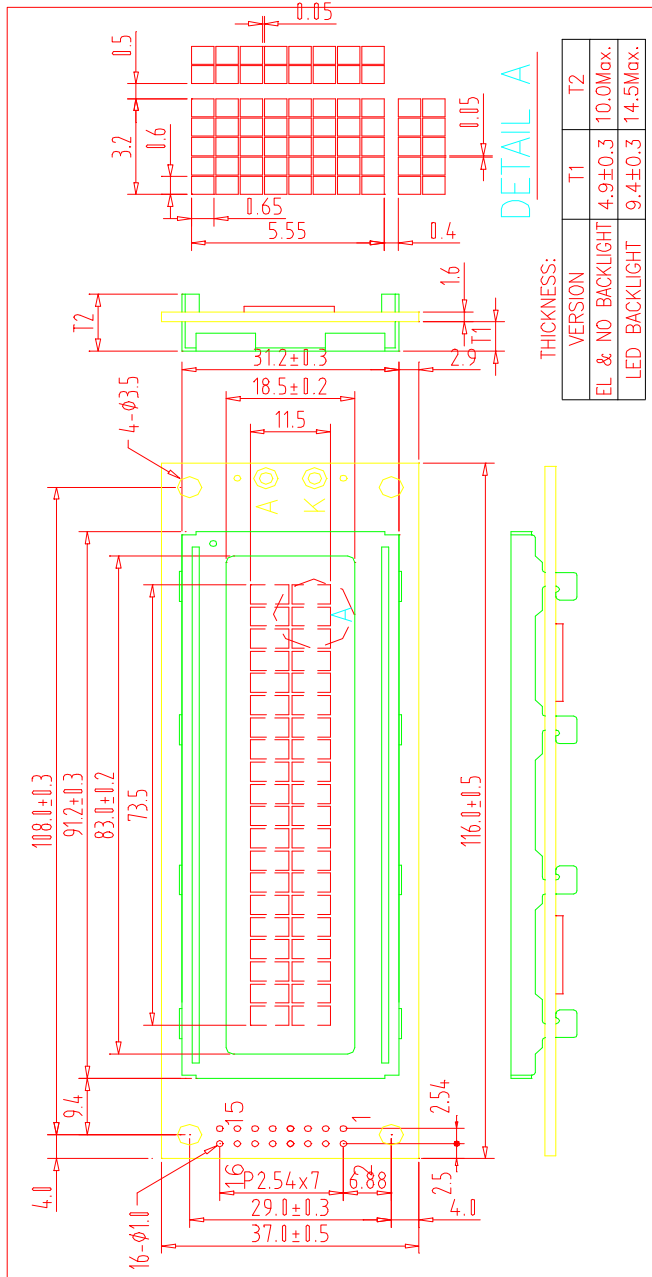 0.05
0.5
3.2
0.6
0.65
5.55
0.4
0.05
DETAIL A
THICKNESS:
VERSION T1 T2
EL & NO BACKLIGHT 4.9±0.3 10.0Max.
LED BACKLIGHT 9.4±0.3 14.5Max.
T2
1.6
T1
31.2±0.3
2.9
18.5±0.2
11.5
4-ϕ3.5
A
K
A
108.0±0.3
91.2±0.3
83.0±0.2
73.5
116.0±0.5
9.4
4.0
15
1
16
2
2.54
2.5
P2.54x7
6.88
16-ϕ1.0
29.0±0.3
4.0
37.0±0.5